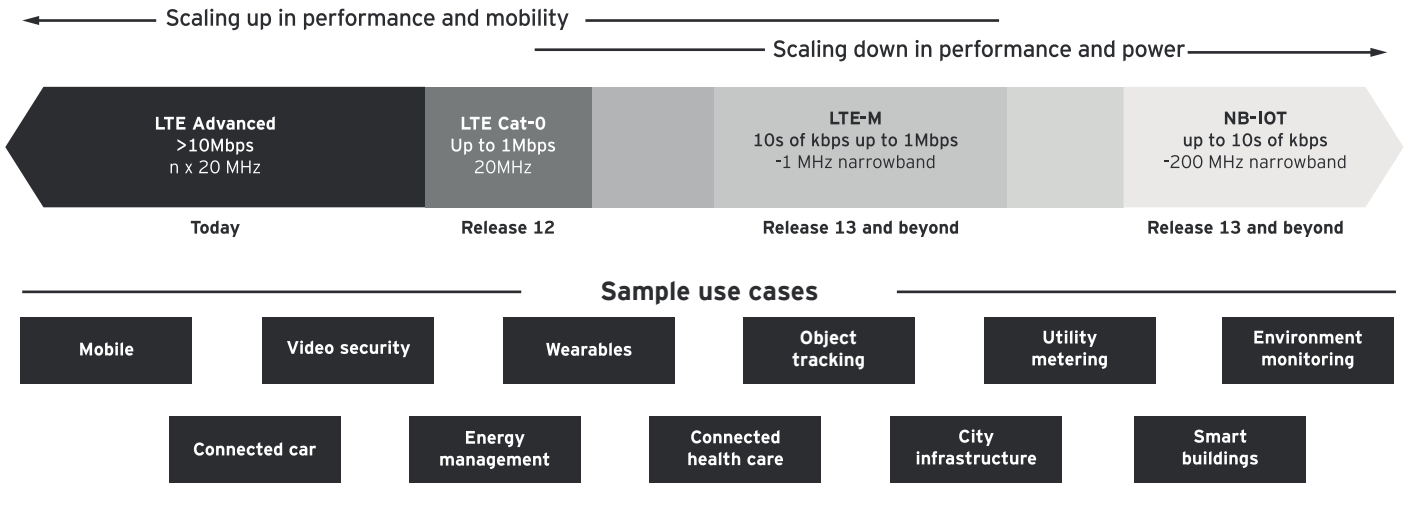 Scaling up in performance and mobility
Scaling down in performance and power
LTE Advanced
>10Mbps
n x 20 MHz
LTE Cat-0
Up to 1Mbps
20MHz
LTE-M
10s of kbps up to 1Mbps
-1 MHz narrowband
NB-IOT
up to 10s of kbps
-200 MHz narrowband
Today
Release 12
Release 13 and beyond
Release 13 and beyond
Sample use cases
Mobile
Video security
Wearables
Object
tracking
Utility
metering
Environment
monitoring
Connected car
Energy
management
Connected
health care
City
infrastructure
Smart
buildings